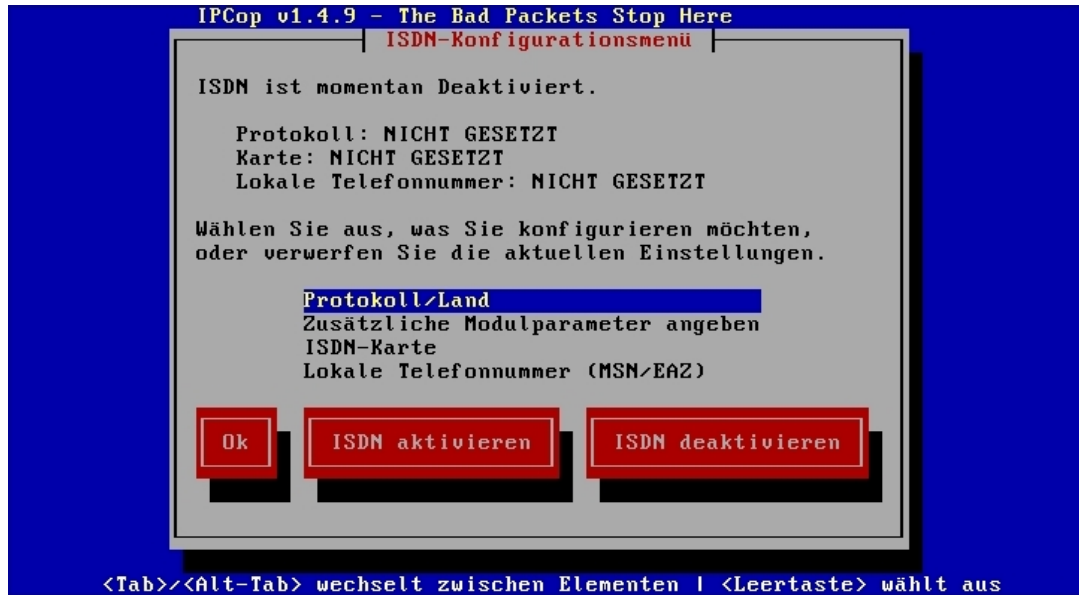 IPCop v1.4.9 - The Bad Packets Stop Here
ISDN-Konfigurationsmenü
ISDN ist momentan Deaktiviert.
Protokoll: NICHT GESETZT
Karte: NICHT GESETZT
Lokale Telefonnummer: NICHT GESETZT
Wählen Sie aus, was Sie konfigurieren möchten,
oder verwerfen Sie die aktuellen Einstellungen.
Protokoll/Land
Zusätzliche Modulparameter angeben
ISDN-Karte
Lokale Telefonnummer (MSN/EAZ)
Ok ISDN aktivieren ISDN deaktivieren
<Tab>/<Alt-Tab> wechselt zwischen Elementen | <Leertaste> wählt aus